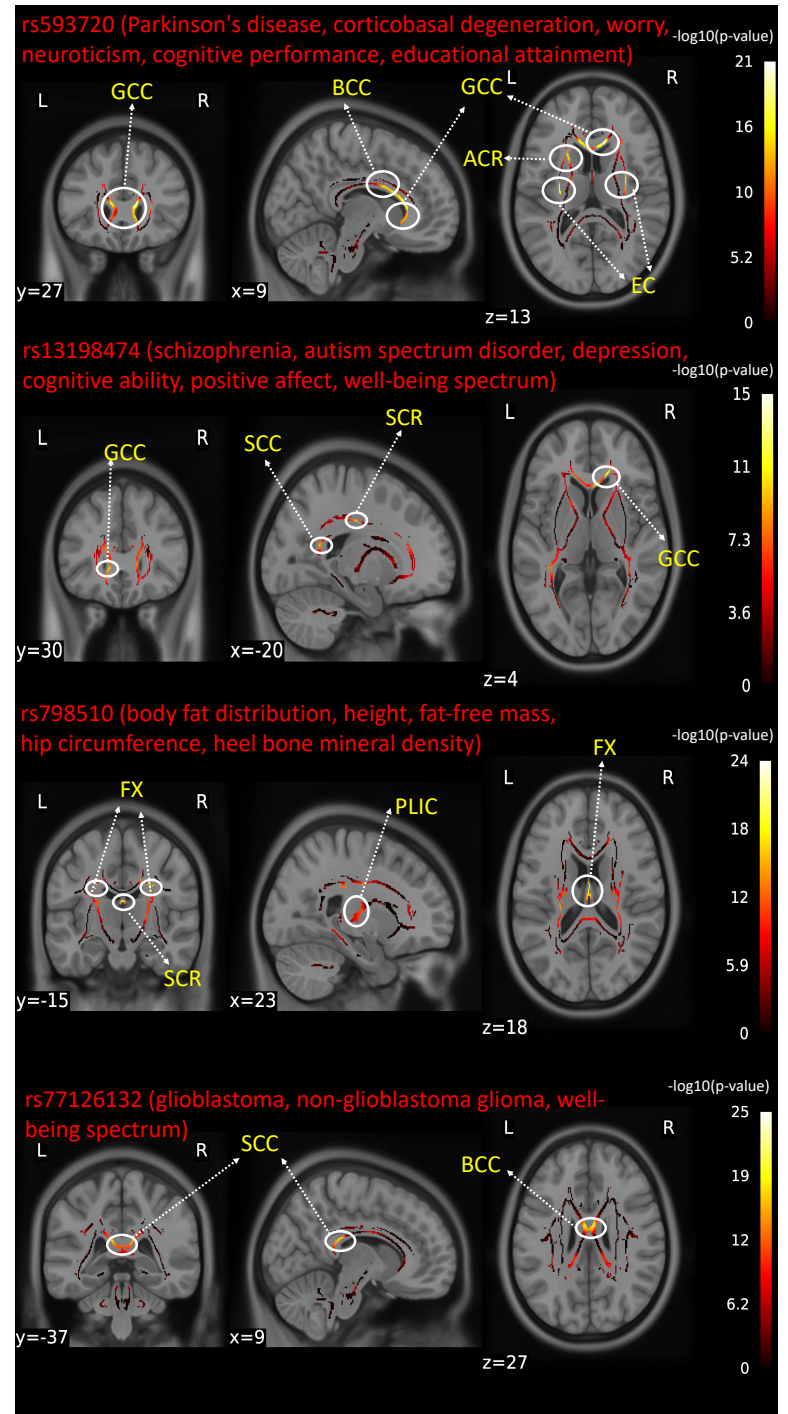 rs593720 (Parkinson's disease, corticobasal degeneration, worry,
neuroticism, cognitive performance, educational attainment)
-log10(p-value)
L
R
L
R
GCC
BCC
GCC
ACR
EC
21
16
10
5.2
0
y=27
x=9
z=13
rs13198474 (schizophrenia, autism spectrum disorder, depression,
cognitive ability, positive affect, well-being spectrum)
-log10(p-value)
L
R
L
R
GCC
SCC
SCR
GCC
15
11
7.3
3.6
0
y=30
x=-20
z=4
rs798510 (body fat distribution, height, fat-free mass,
hip circumference, heel bone mineral density)
-log10(p-value)
L
R
L
R
FX
PLIC
FX
SCR
24
18
12
5.9
0
y=-15
x=23
z=18
rs77126132 (glioblastoma, non-glioblastoma glioma, well-
being spectrum)
-log10(p-value)
L
R
L
R
SCC
BCC
25
19
12
6.2
0
y=-37
x=9
z=27